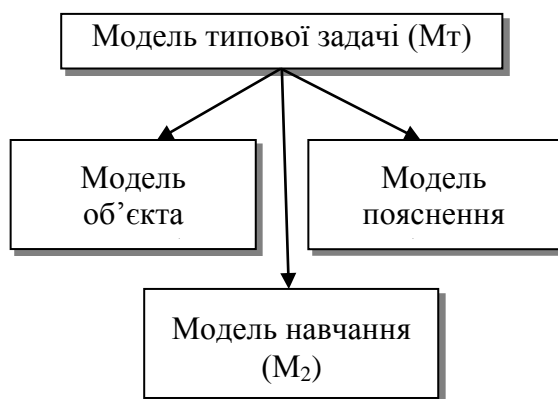 Модель типової задачі (Мт)
Модель
об’єкта
Модель
пояснення
Модель навчання
(М₂)